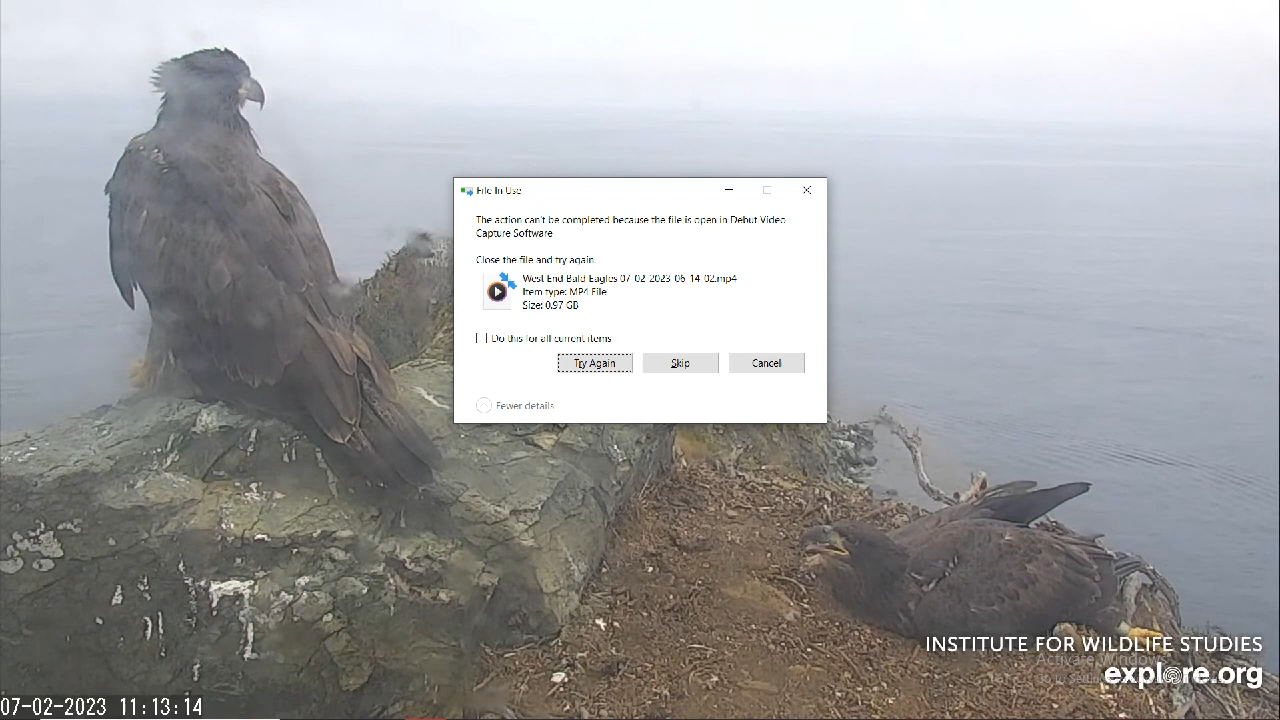 File In Use
The action can't be completed because the file is open in Debut Video
Capture Software
Close the file and try again.
West End Bald Eagles 07-02-2023-06-14-02.mp4
Item type: MP4 File
Size: 0.97 GB
Do this for all current items
Try Again Skip Cancel
Fewer details
INSTITUTE FOR WILDLIFE STUDIES
Activate Windows
explore.org
07-02-2023 11:13:14